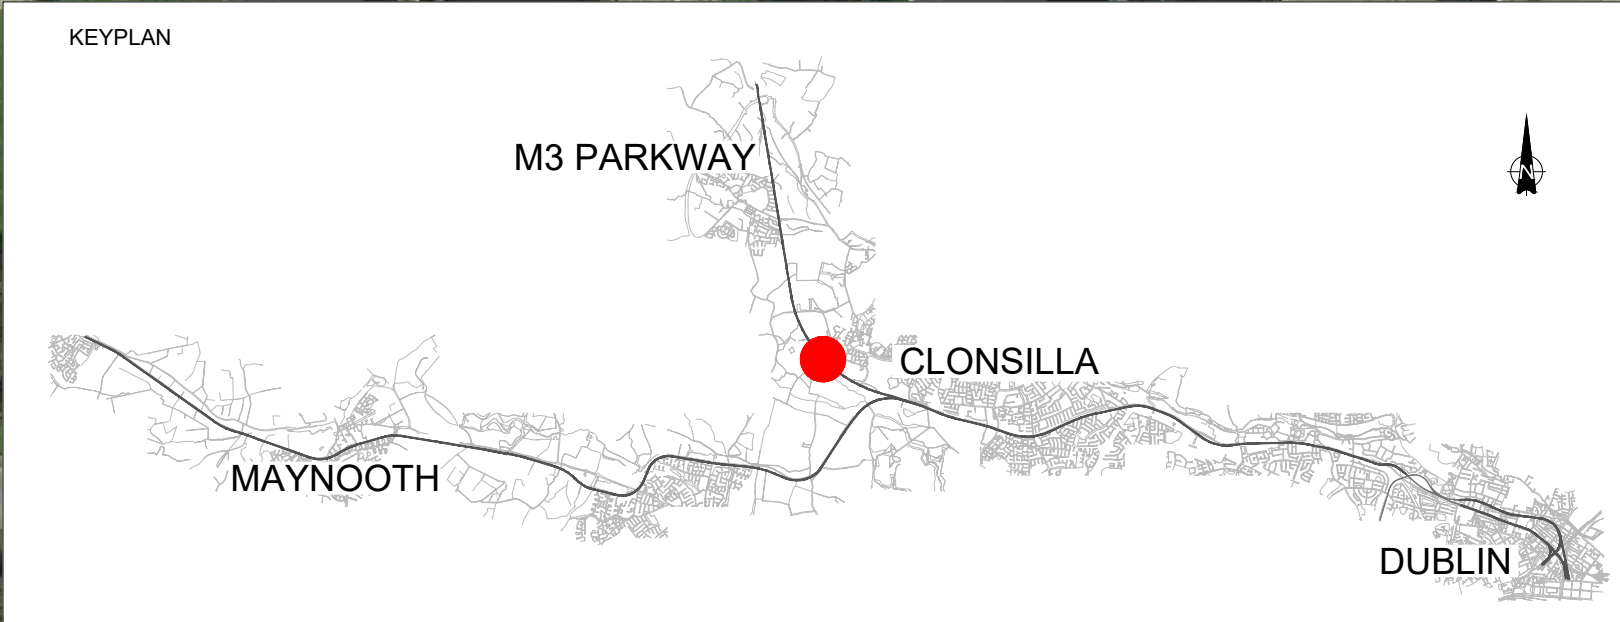 KEYPLAN
M3 PARKWAY
N
CLONSILLA
MAYNOOTH
DUBLIN